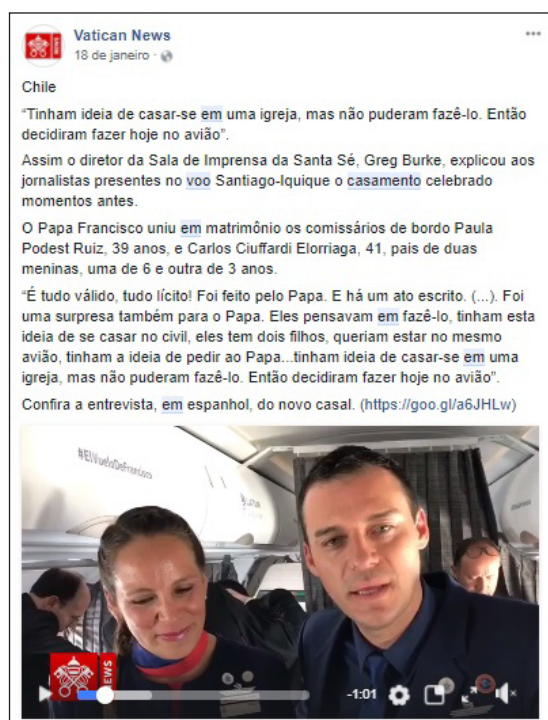 Vatican News
18 de janeiro ·
Chile
“Tinham ideia de casar-se em uma igreja, mas não puderam fazê-lo. Então
decidiram fazer hoje no avião”.
Assim o diretor da Sala de Imprensa da Santa Sé, Greg Burke, explicou aos
jornalistas presentes no voo Santiago-Iquique o casamento celebrado
momentos antes.
O Papa Francisco uniu em matrimônio os comissários de bordo Paula
Podest Ruiz, 39 anos, e Carlos Ciuffardi Elorriaga, 41, pais de duas
meninas, uma de 6 e outra de 3 anos.
“É tudo válido, tudo lícito! Foi feito pelo Papa. E há um ato escrito. (...). Foi
uma surpresa também para o Papa. Eles pensavam em fazê-lo, tinham esta
ideia de se casar no civil, eles tem dois filhos, queriam estar no mesmo
avião, tinham a ideia de pedir ao Papa...tinham ideia de casar-se em uma
igreja, mas não puderam fazê-lo. Então decidiram fazer hoje no avião”.
Confira a entrevista, em espanhol, do novo casal. (https://goo.gl/a6JHLw)
#ElVueloDeFrancisco
NEWS
-1:01